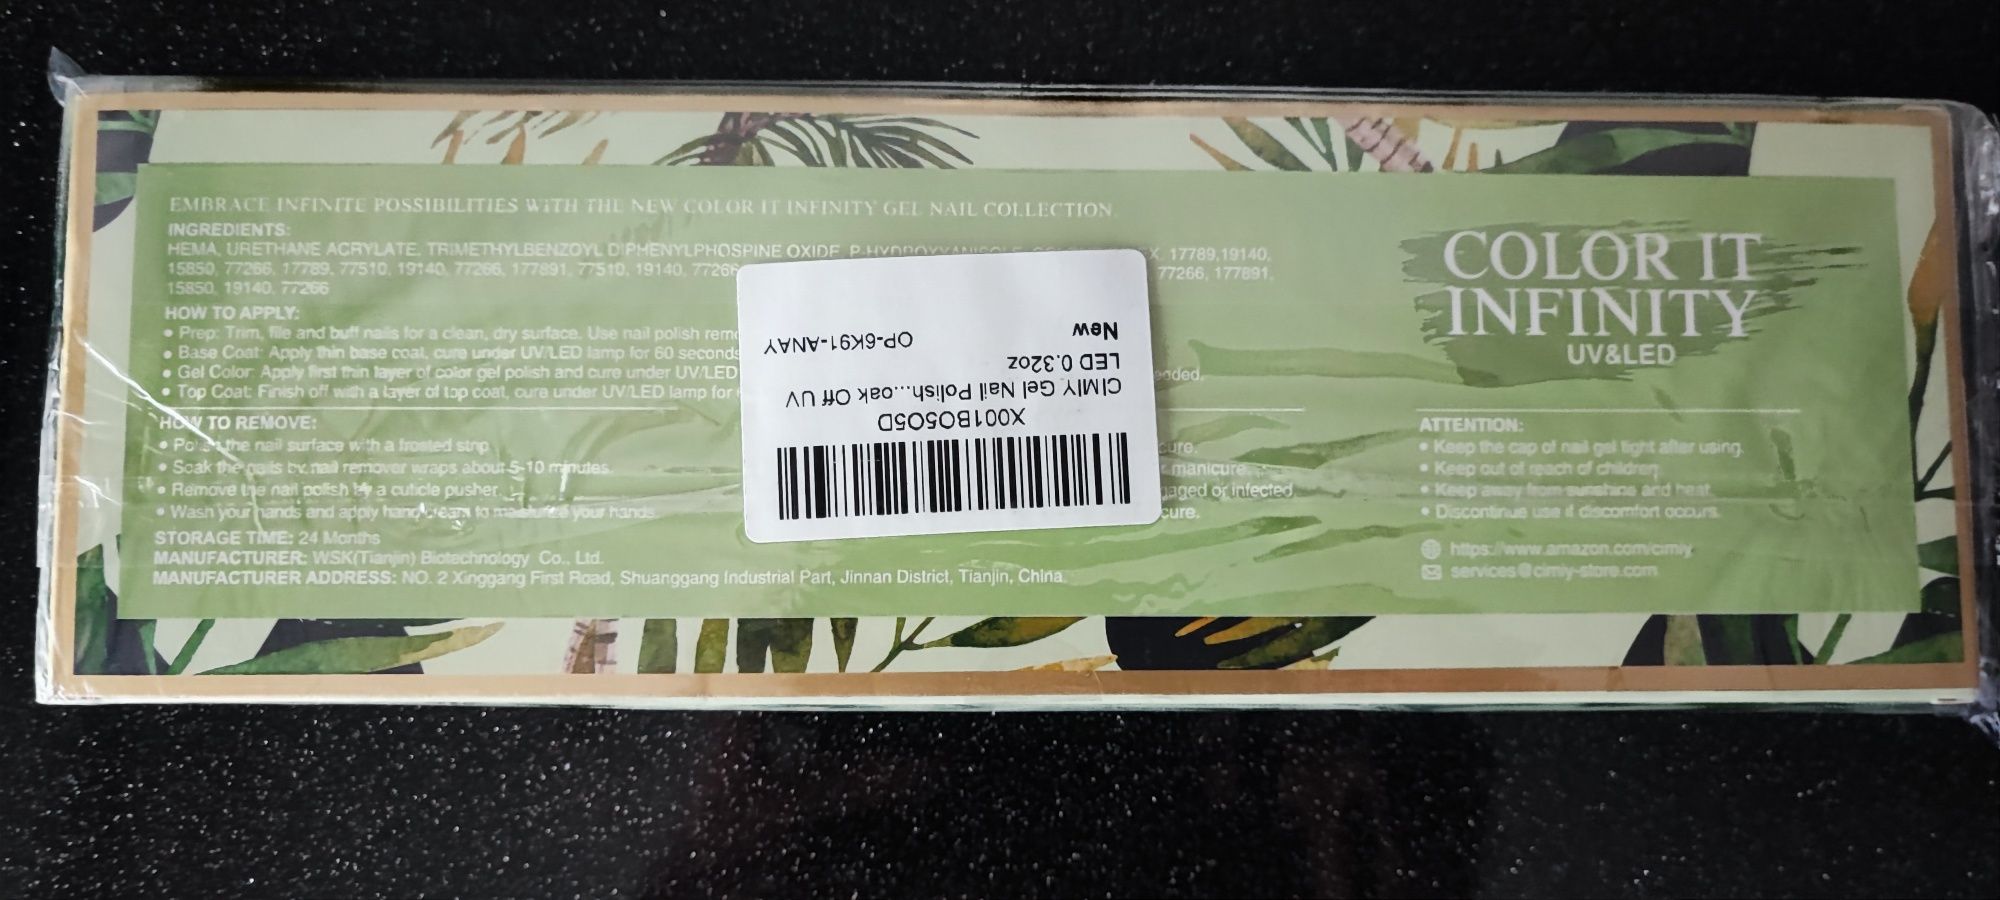 EMBRACE INFINITE POSSIBILITIES WITH THE NEW COLOR IT INFINITY GEL NAIL COLLECTION.
INGREDIENTS:
HEMA, URETHANE ACRYLATE, TRIMETHYLBENZOYL DIPHENYLPHOSPINE OXIDE, P-HYDROXYANISOLE, X, 17789,19140,
15850, 77266, 17789, 77510, 19140, 77266, 177891, 77510, 19140, 77266 77266, 177891,
15850, 19140, 77266
HOW TO APPLY:
• Prep: Trim, file and buff nails for a clean, dry surface. Use nail polish
• Base Coat: Apply thin base coat, cure under UV/LED lamp for 60 seconds
• Gel Color: Apply first thin layer of color gel polish and cure under UV/LED
• Top Coat: Finish off with a layer of top coat, cure under UV/LED lamp for
HOW TO REMOVE:
• Polish the nail surface with a frosted strip
• Soak the nails by nail remover wraps about 5-10 minutes.
• Remove the nail polish by a cuticle pusher.
• Wash your hands and apply hand cream to moisturize your hands.
STORAGE TIME: 24 Months
MANUFACTURER: WSK(Tianjin) Biotechnology Co., Ltd.
MANUFACTURER ADDRESS: NO. 2 Xinggang First Road, Shuanggang Industrial Part, Jinnan District, Tianjin, China.
cure.
manicure.
or infected
cure.
X001BO5O5D
CIMIY Gel Nail Polish...oak Off UV
LED 0.32oz
New
OP-6K91-ANAY
COLOR IT
INFINITY
UV&LED
ATTENTION:
• Keep the cap of nail gel tight after using.
• Keep out of reach of children.
• Keep away from sunshine and heat.
• Discontinue use if discomfort occurs.
https://www.amazon.com/cimiy
services@cimiy-store.com